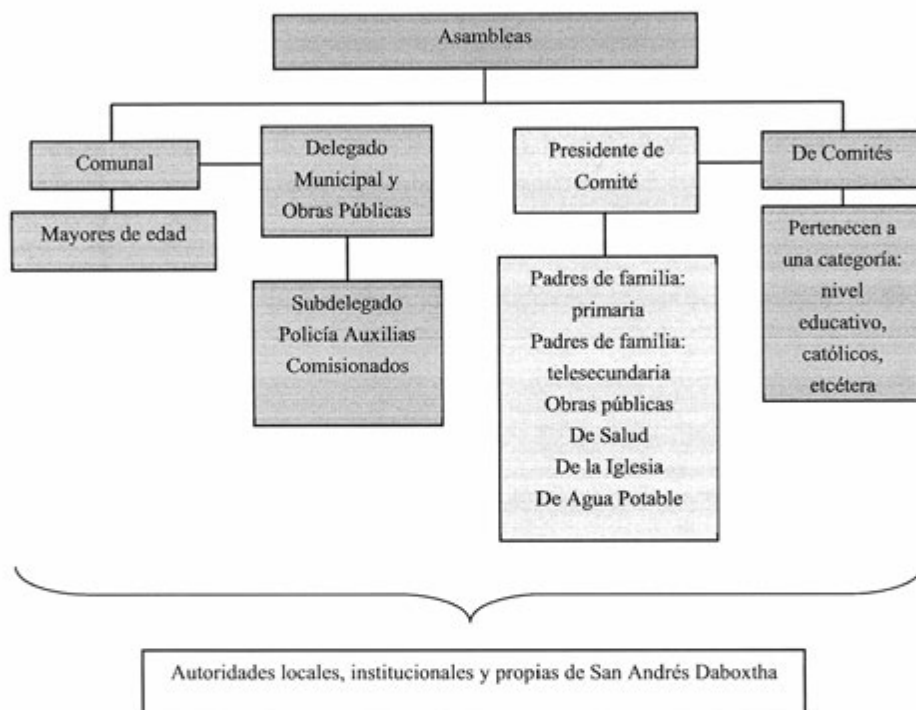 Asambleas
Comunal
Mayores de edad
Delegado
Municipal y
Obras Públicas
Subdelegado
Policía Auxilias
Comisionados
Presidente de
Comité
Padres de familia:
primaria
Padres de familia:
telesecundaria
Obras públicas
De Salud
De la Iglesia
De Agua Potable
De Comités
Pertenecen a
una categoría:
nivel
educativo,
católicos,
etcétera
Autoridades locales, institucionales y propias de San Andrés Daboxtha